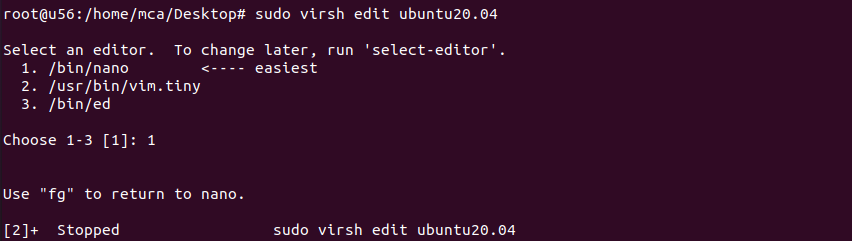 root@u56:/home/mca/Desktop# sudo virsh edit ubuntu20.04
Select an editor.  To change later, run 'select-editor'.
  1. /bin/nano        <---- easiest
  2. /usr/bin/vim.tiny
  3. /bin/ed
Choose 1-3 [1]: 1
Use "fg" to return to nano.
[2]+  Stopped                 sudo virsh edit ubuntu20.04